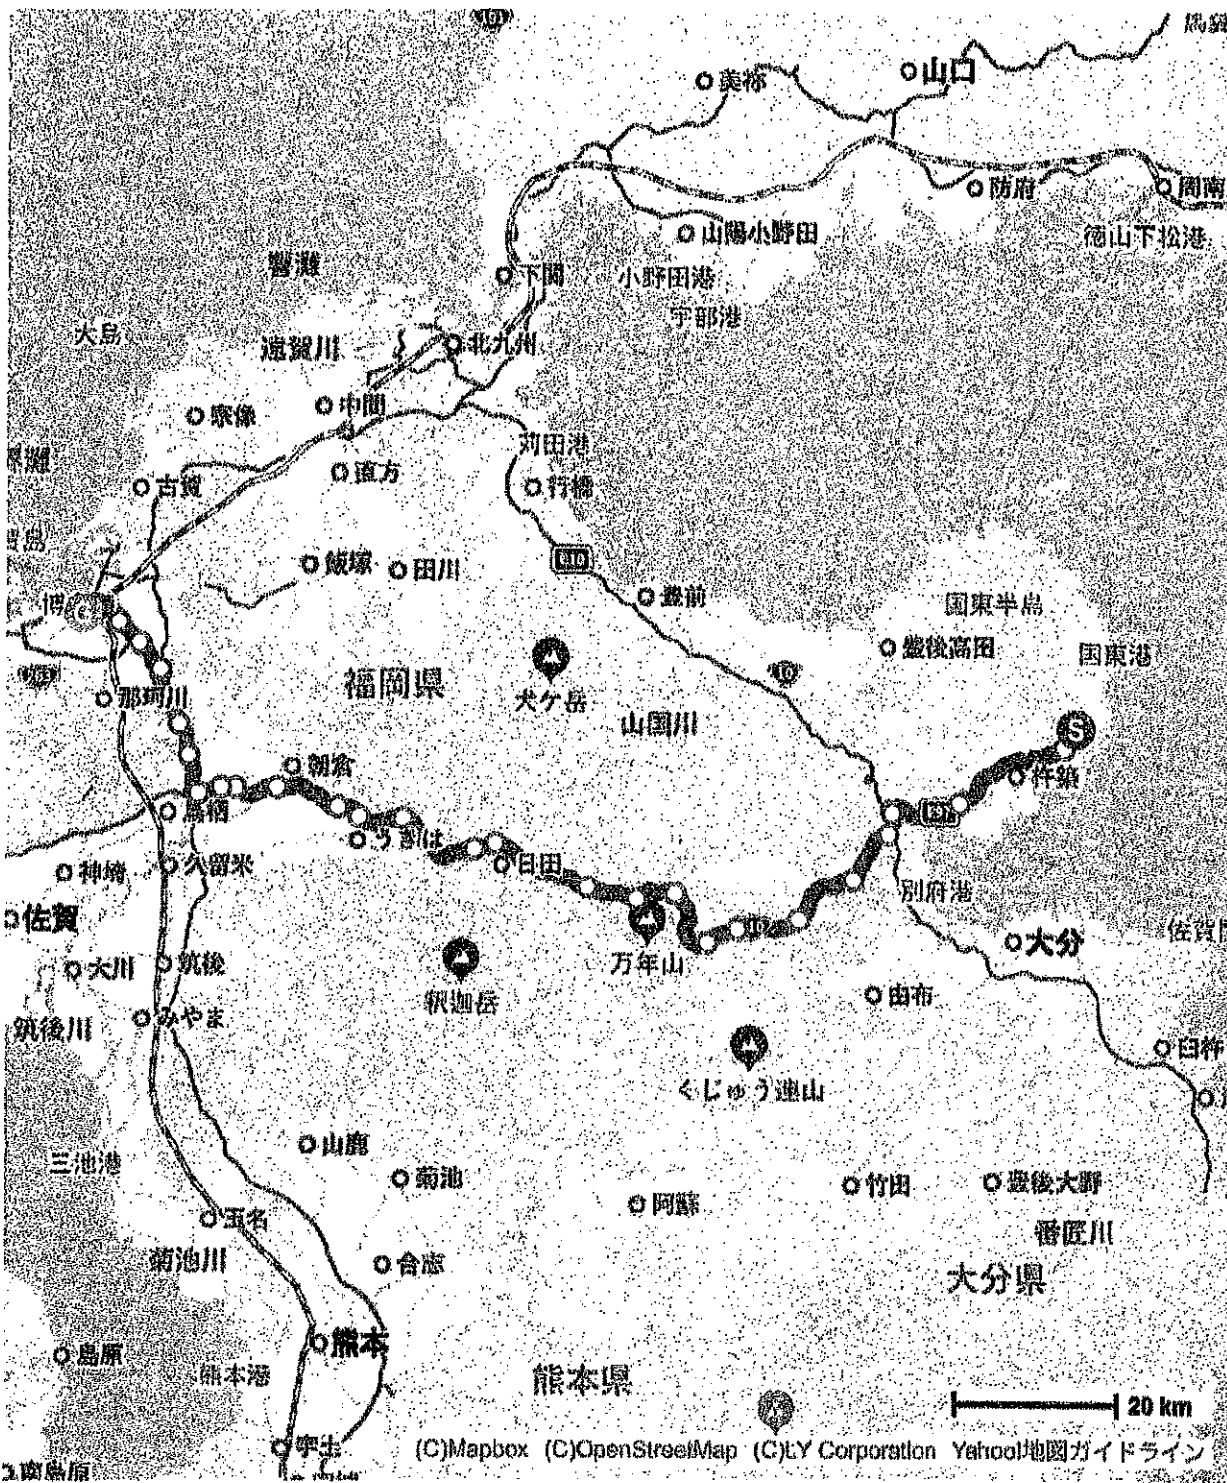 美祢
山口
防府
周南
山陽小野田
徳山下松港
響灘
下関
小野田港
宇部港
大島
遠賀川
北九州
中間
宗像
苅田港
古賀
直方
行橋
飯塚
田川
豊前
国東半島
豊後高田
国東港
福岡県
犬ケ岳
山国川
那珂川
10
S
朝倉
杵築
鳥栖
うきは
神埼
久留米
日田
別府港
佐賀
大分
大川
筑後
万年山
釈迦岳
由布
みやま
筑後川
臼杵
くじゅう連山
山鹿
三池港
菊池
竹田
豊後大野
阿蘇
玉名
番匠川
菊池川
合志
大分県
熊本
島原
熊本港
熊本県
20 km
宇土
(C)Mapbox (C)OpenStreetMap (C)LY Corporation Yahoo!地図ガイドライン